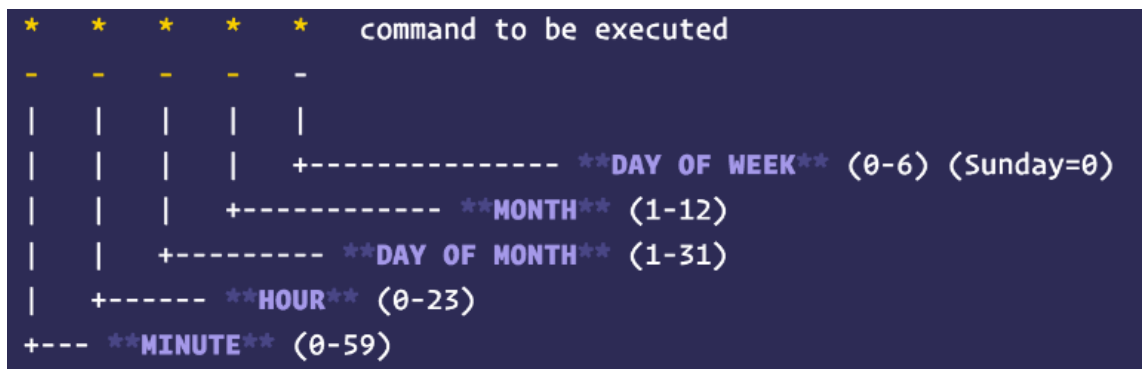 *   *   *   *   *   command to be executed
-   -   -   -   -
|   |   |   |   |
|   |   |   |   +--------------- **DAY OF WEEK** (0-6) (Sunday=0)
|   |   |   +------------ **MONTH** (1-12)
|   |   +--------- **DAY OF MONTH** (1-31)
|   +------ **HOUR** (0-23)
+--- **MINUTE** (0-59)